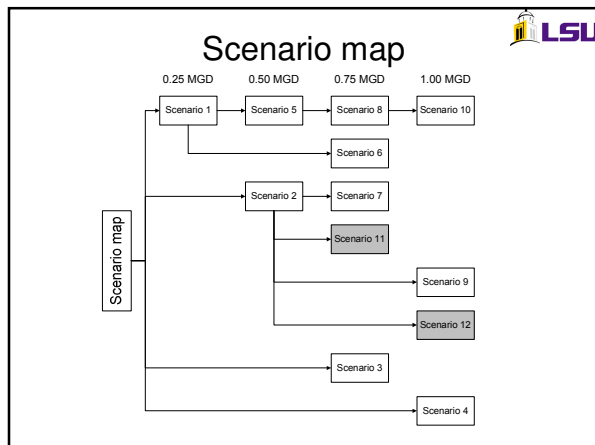 LSU
Scenario map
0.25 MGD 0.50 MGD 0.75 MGD 1.00 MGD
Scenario 1 Scenario 5 Scenario 8 Scenario 10
Scenario 6
Scenario 2 Scenario 7
Scenario 11
Scenario map
Scenario 9
Scenario 12
Scenario 3
Scenario 4